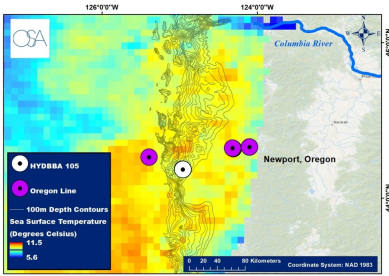 126°0'0"W
124°0'0"W
OSA
N
W
E
S
Columbia River
HYDBBA 105
Oregon Line
100m Depth Contours
Sea Surface Temperature
(Degrees Celsius)
11.5
5.6
Newport, Oregon
0 20 40 80 Kilometers
Coordinate System: NAD 1983